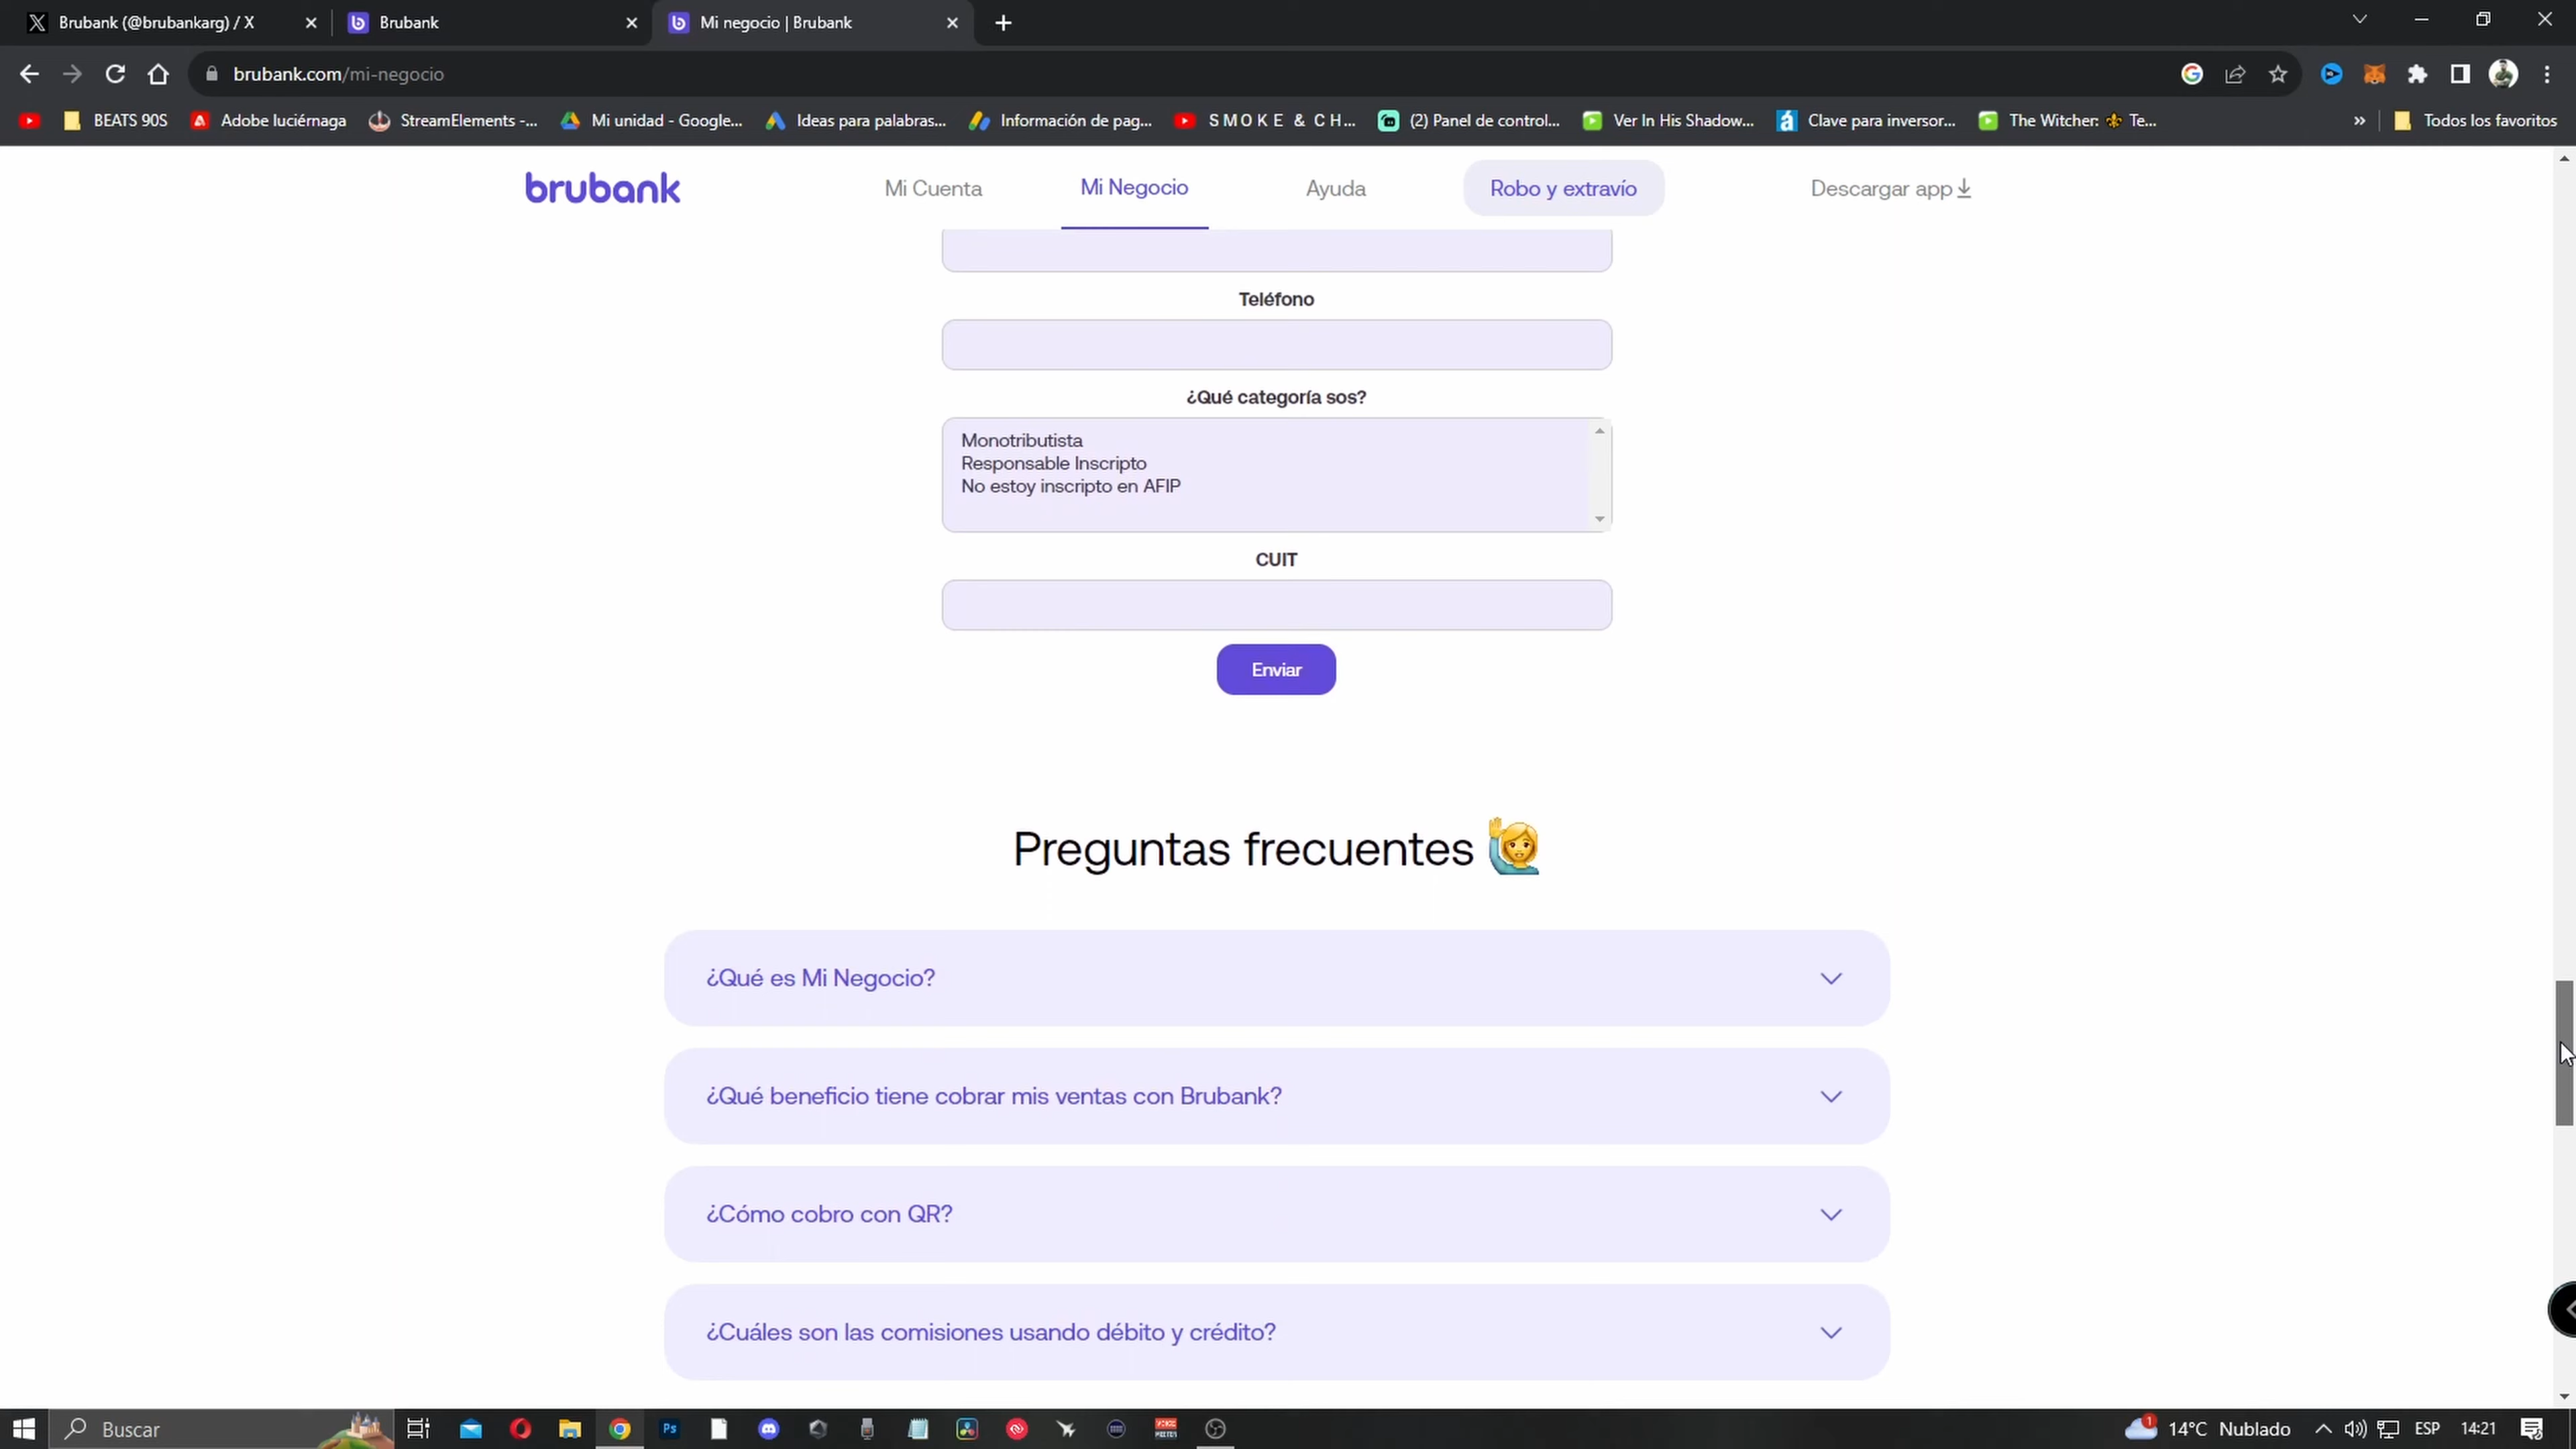 Brubank (@brubankarg) / X
Brubank
Mi negocio | Brubank
brubank.com/mi-negocio
BEATS 90S
Adobe luciérnaga
StreamElements -...
Mi unidad - Google...
Ideas para palabras...
Información de pag...
S M O K E & C H...
(2) Panel de control...
Ver In His Shadow...
Clave para inversor...
The Witcher: ⚜ Te...
»
Todos los favoritos
brubank
Mi Cuenta
Mi Negocio
Ayuda
Robo y extravío
Descargar app
Teléfono
¿Qué categoría sos?
Monotributista
Responsable Inscripto
No estoy inscripto en AFIP
CUIT
Enviar
Preguntas frecuentes 🙋‍♀️
¿Qué es Mi Negocio?
¿Qué beneficio tiene cobrar mis ventas con Brubank?
¿Cómo cobro con QR?
¿Cuáles son las comisiones usando débito y crédito?
Buscar
Ps
1
14°C Nublado
ESP
14:21